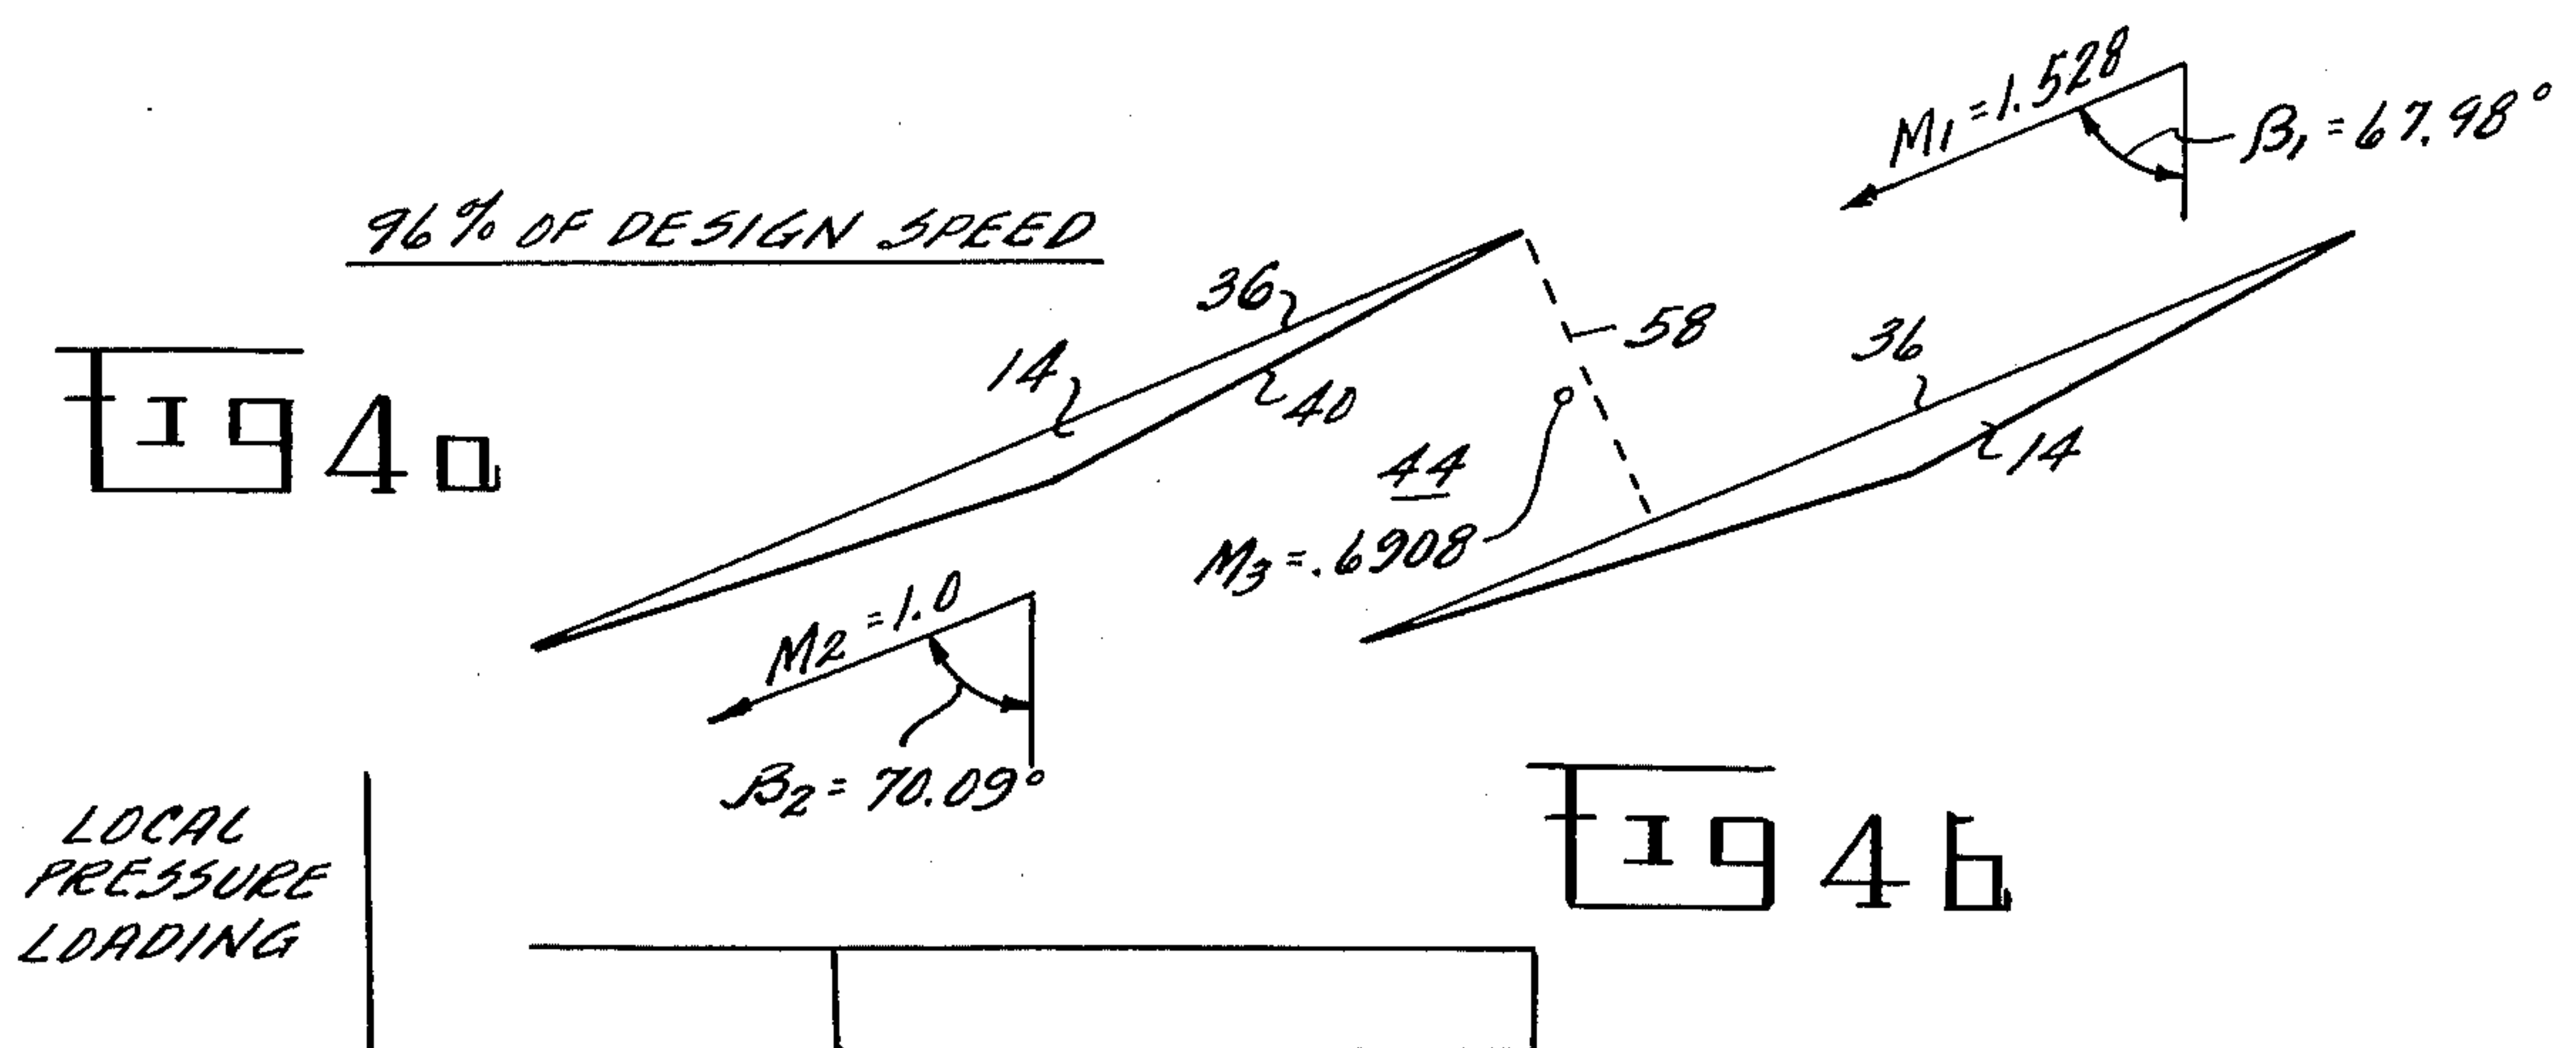 M1 = 1.528
β1 = 67.98°
96% OF DESIGN SPEED
36
58
14
40
36
Fig 4a
44
14
M3 = .6908
M2 = 1.0
β2 = 70.09°
LOCAL
PRESSURE
LOADING
Fig 4b